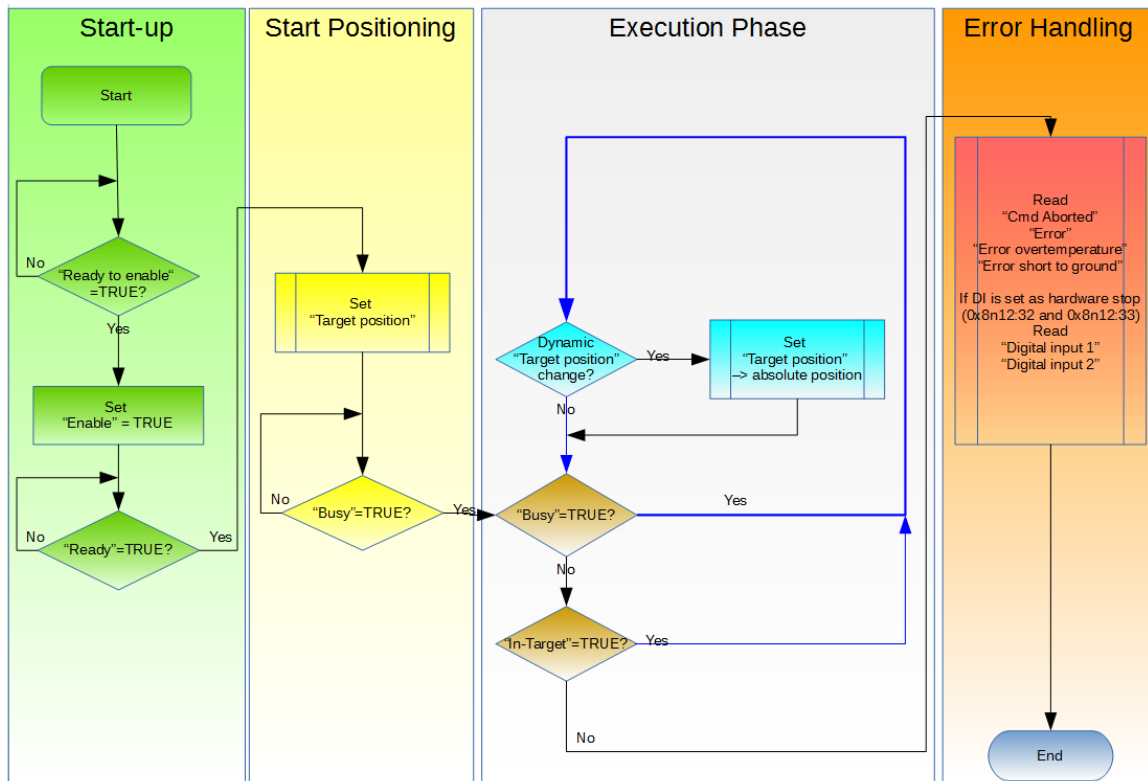 Start-up
Start
“Ready to enable“
=TRUE?
No
Yes
Set
“Enable” = TRUE
“Ready”=TRUE?
No
Yes
Start Positioning
Set
“Target position”
“Busy”=TRUE?
No
Yes
Execution Phase
Dynamic
“Target position”
change?
Yes
No
Set
“Target position”
–> absolute position
“Busy”=TRUE?
Yes
No
“In-Target”=TRUE?
Yes
No
Error Handling
Read
“Cmd Aborted”
“Error”
“Error overtemperature”
“Error short to ground”
If DI is set as hardware stop
(0x8n12:32 and 0x8n12:33)
Read
“Digital input 1”
“Digital input 2”
End